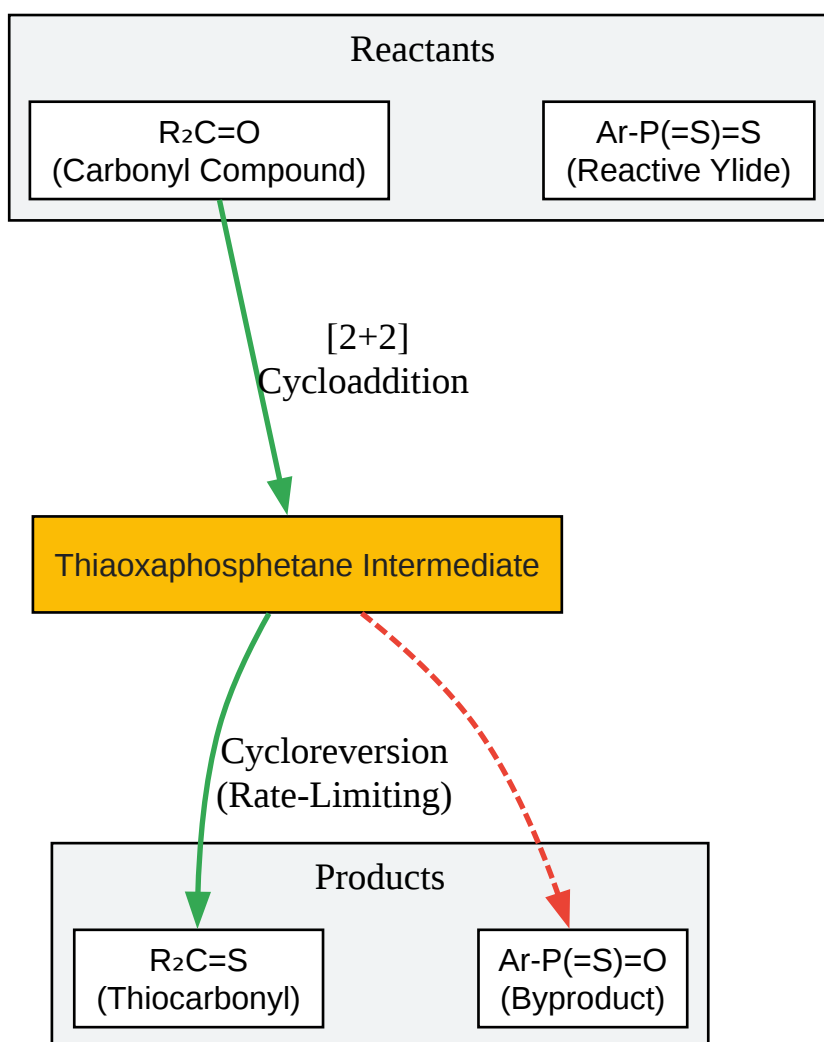 Reactants
R₂C=O
(Carbonyl Compound)
Ar-P(=S)=S
(Reactive Ylide)
[2+2]
Cycloaddition
Thiaoxaphosphetane Intermediate
Cycloreversion
(Rate-Limiting)
Products
R₂C=S
(Thiocarbonyl)
Ar-P(=S)=O
(Byproduct)